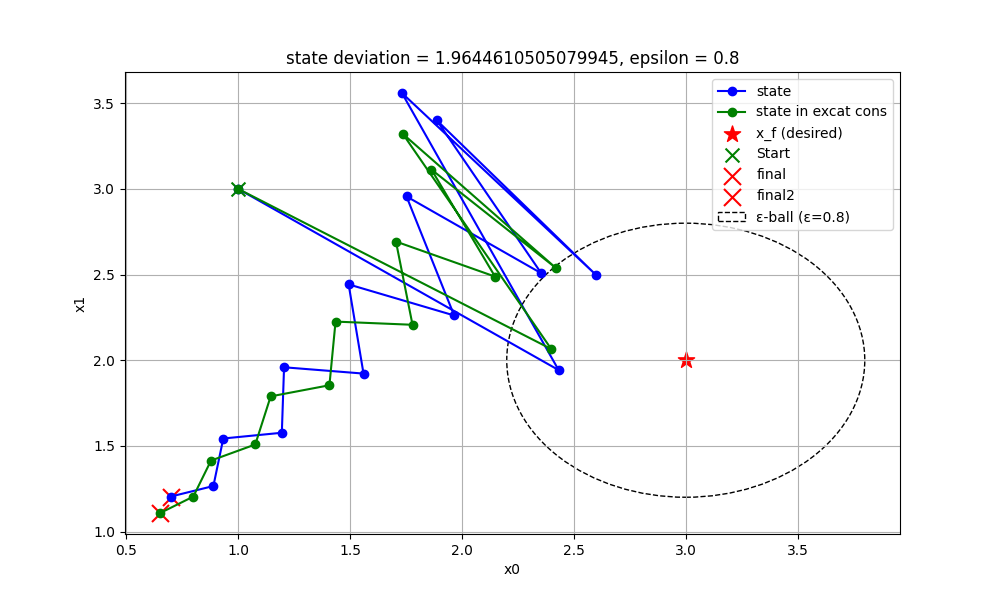 state deviation = 1.9644610505079945, epsilon = 0.8
state
state in excat cons
x_f (desired)
Start
final
final2
ε-ball (ε=0.8)
3.5
3.0
2.5
2.0
1.5
1.0
x1
0.5 1.0 1.5 2.0 2.5 3.0 3.5
x0